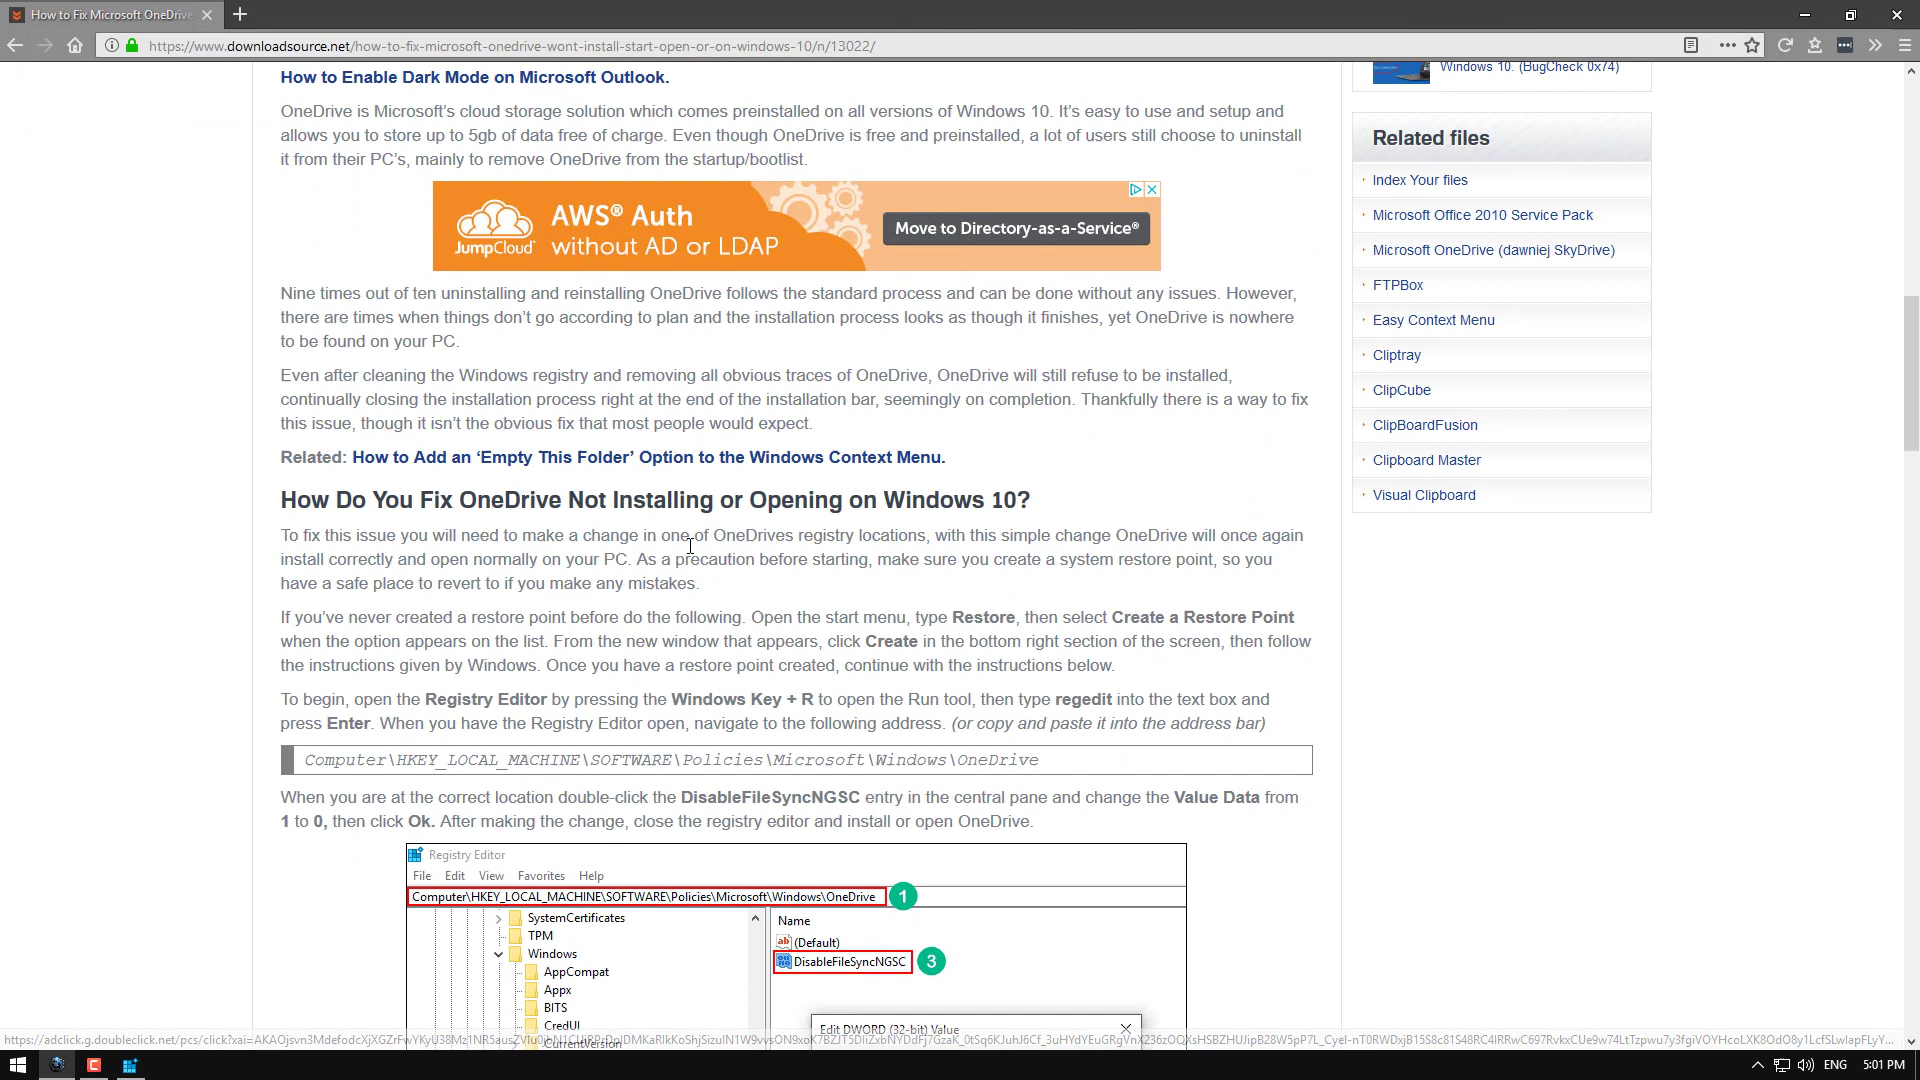 How to Fix Microsoft OneDrive
https://www.downloadsource.net/how-to-fix-microsoft-onedrive-wont-install-start-open-or-on-windows-10/n/13022/
How to Enable Dark Mode on Microsoft Outlook.
OneDrive is Microsoft's cloud storage solution which comes preinstalled on all versions of Windows 10. It's easy to use and setup and
allows you to store up to 5gb of data free of charge. Even though OneDrive is free and preinstalled, a lot of users still choose to uninstall
it from their PC's, mainly to remove OneDrive from the startup/bootlist.
JumpCloud
AWS® Auth
without AD or LDAP
Move to Directory-as-a-Service®
Nine times out of ten uninstalling and reinstalling OneDrive follows the standard process and can be done without any issues. However,
there are times when things don't go according to plan and the installation process looks as though it finishes, yet OneDrive is nowhere
to be found on your PC.
Even after cleaning the Windows registry and removing all obvious traces of OneDrive, OneDrive will still refuse to be installed,
continually closing the installation process right at the end of the installation bar, seemingly on completion. Thankfully there is a way to fix
this issue, though it isn't the obvious fix that most people would expect.
Related: How to Add an ‘Empty This Folder’ Option to the Windows Context Menu.
How Do You Fix OneDrive Not Installing or Opening on Windows 10?
To fix this issue you will need to make a change in one of OneDrives registry locations, with this simple change OneDrive will once again
install correctly and open normally on your PC. As a precaution before starting, make sure you create a system restore point, so you
have a safe place to revert to if you make any mistakes.
If you've never created a restore point before do the following. Open the start menu, type Restore, then select Create a Restore Point
when the option appears on the list. From the new window that appears, click Create in the bottom right section of the screen, then follow
the instructions given by Windows. Once you have a restore point created, continue with the instructions below.
To begin, open the Registry Editor by pressing the Windows Key + R to open the Run tool, then type regedit into the text box and
press Enter. When you have the Registry Editor open, navigate to the following address. (or copy and paste it into the address bar)
Computer\HKEY_LOCAL_MACHINE\SOFTWARE\Policies\Microsoft\Windows\OneDrive
When you are at the correct location double-click the DisableFileSyncNGSC entry in the central pane and change the Value Data from
1 to 0, then click Ok. After making the change, close the registry editor and install or open OneDrive.
Registry Editor
File Edit View Favorites Help
Computer\HKEY_LOCAL_MACHINE\SOFTWARE\Policies\Microsoft\Windows\OneDrive 1
SystemCertificates
TPM
Windows
AppCompat
Appx
BITS
CredUI
CurrentVersion
Name
(Default)
DisableFileSyncNGSC 3
Edit DWORD (32-bit) Value
Windows 10. (BugCheck 0x74)
Related files
Index Your files
Microsoft Office 2010 Service Pack
Microsoft OneDrive (dawniej SkyDrive)
FTPBox
Easy Context Menu
Cliptray
ClipCube
ClipBoardFusion
Clipboard Master
Visual Clipboard
ENG 5:01 PM